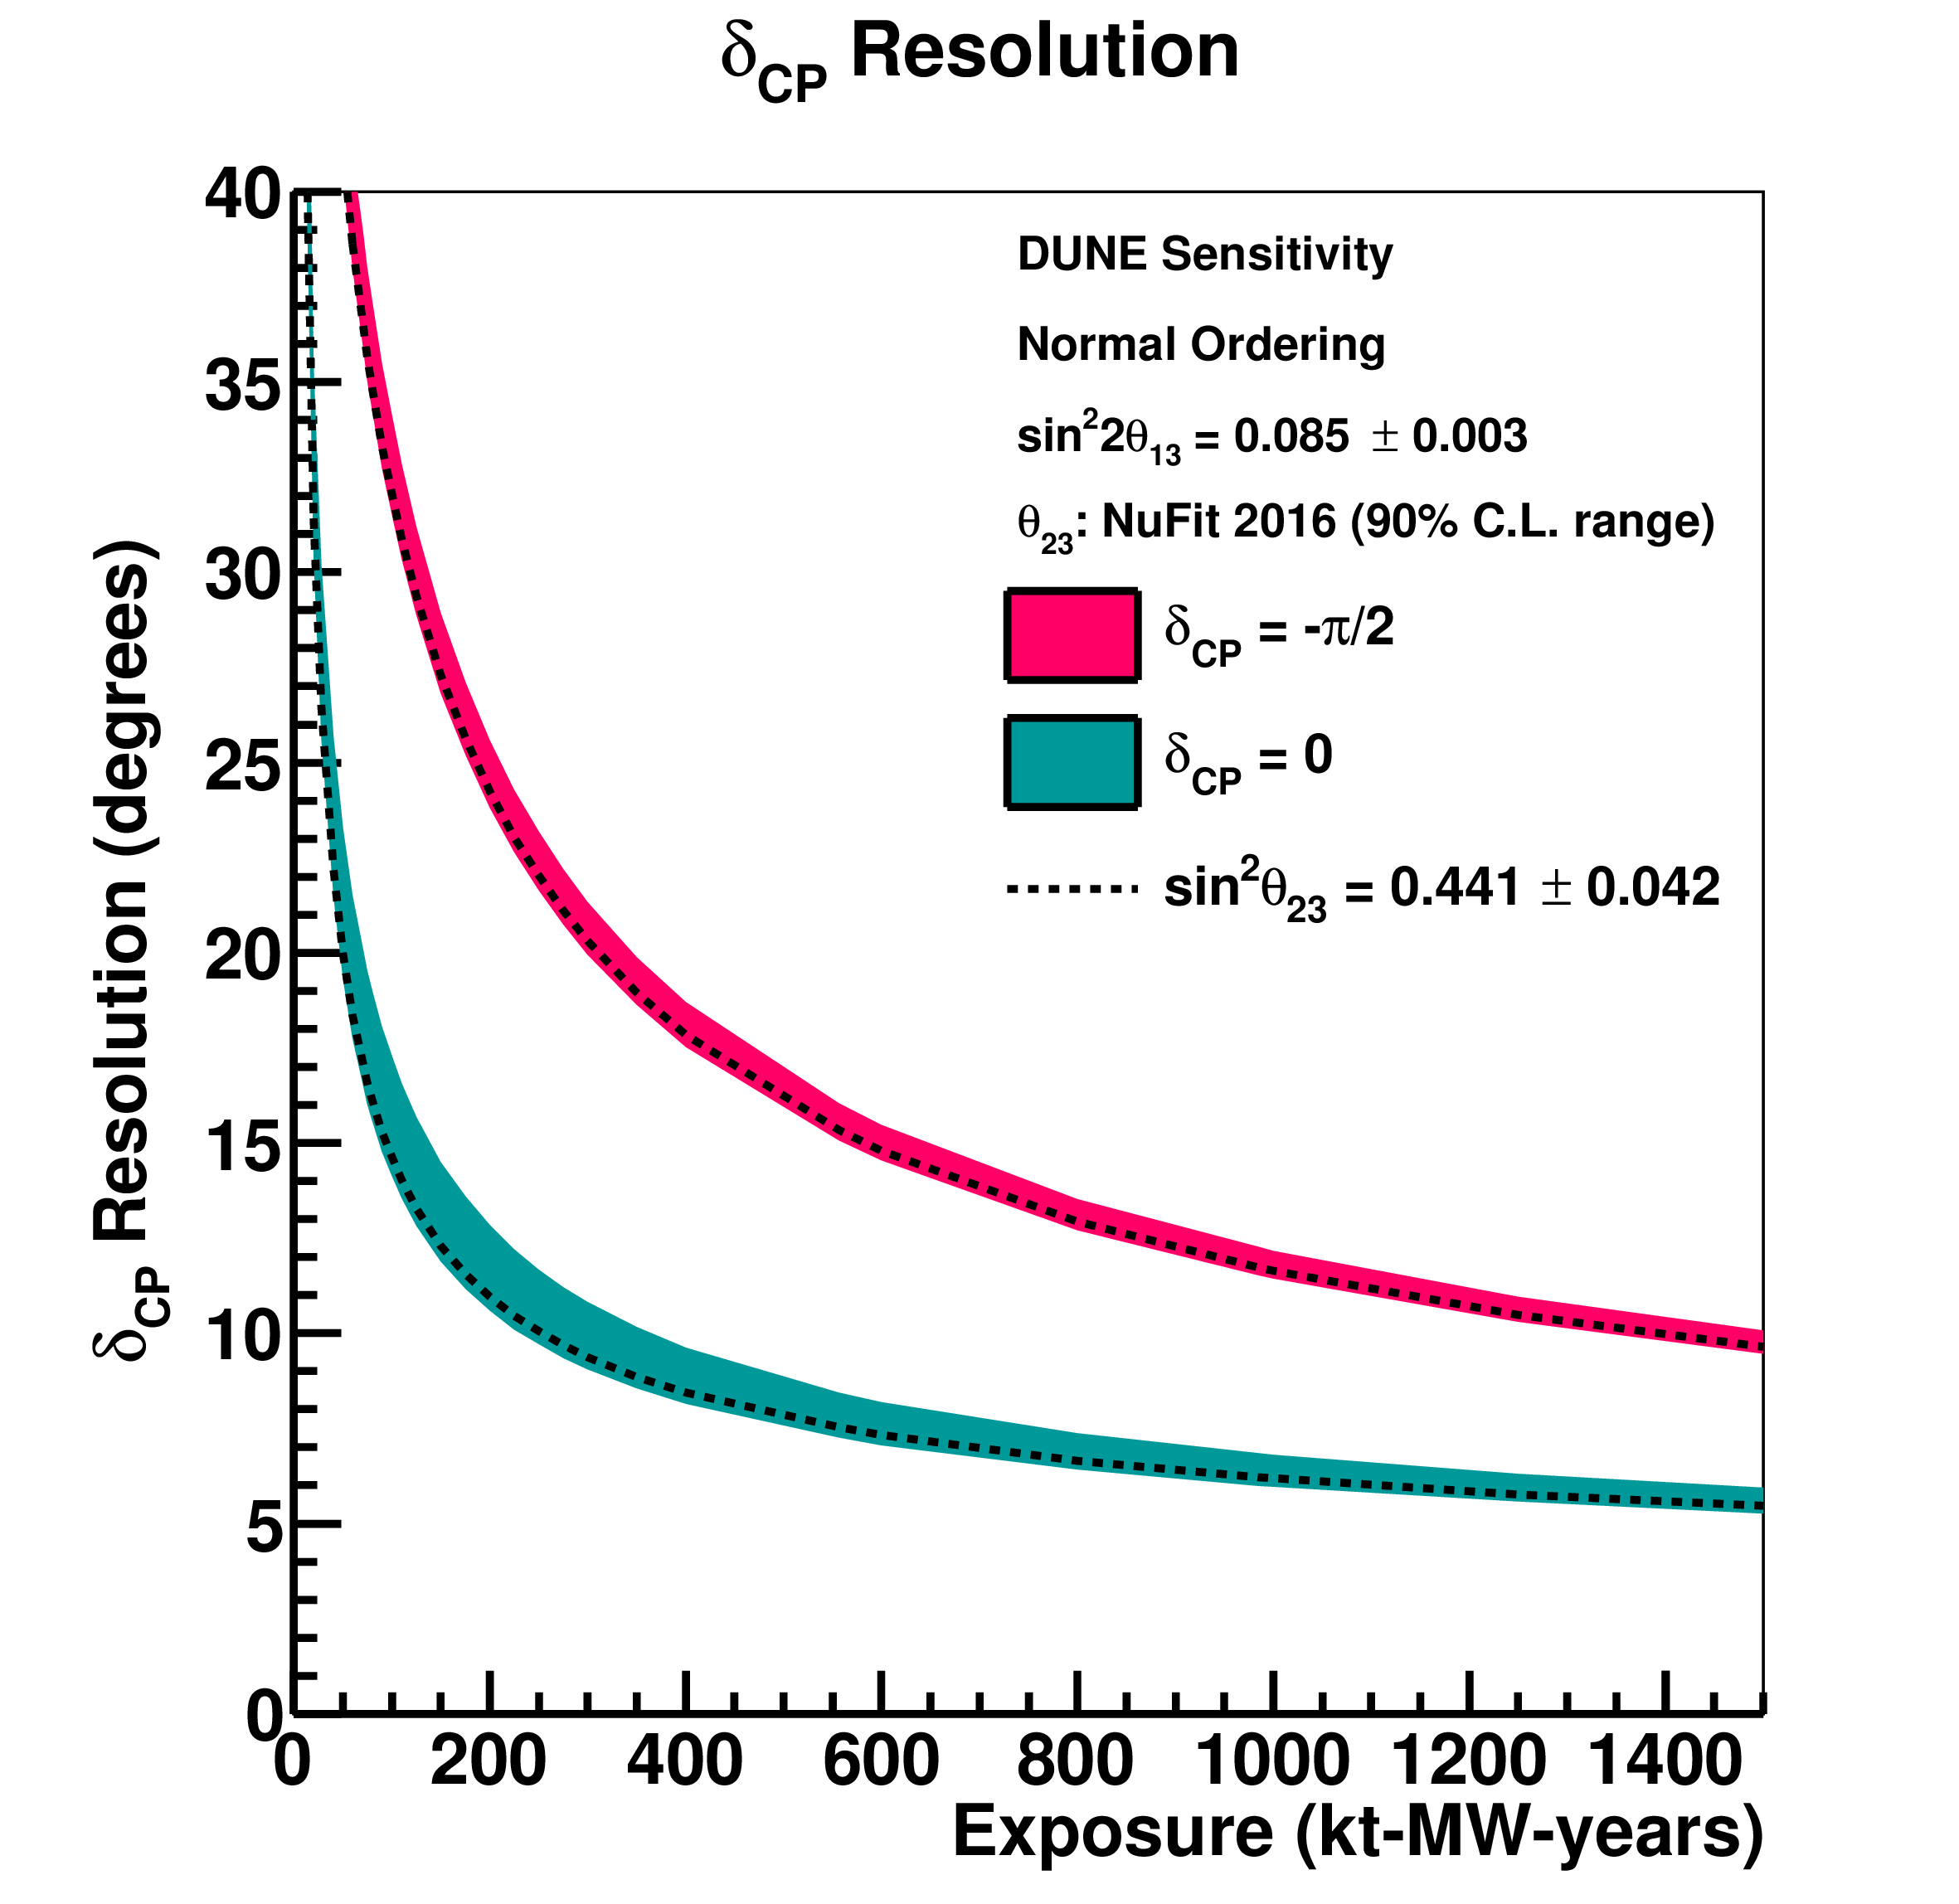 δCP Resolution
40
35
30
25
20
15
10
5
0
δCP Resolution (degrees)
DUNE Sensitivity
Normal Ordering
sin²2θ13 = 0.085 ± 0.003
θ23: NuFit 2016 (90% C.L. range)
δCP = -π/2
δCP = 0
sin²θ23 = 0.441 ± 0.042
0 200 400 600 800 1000 1200 1400
Exposure (kt-MW-years)